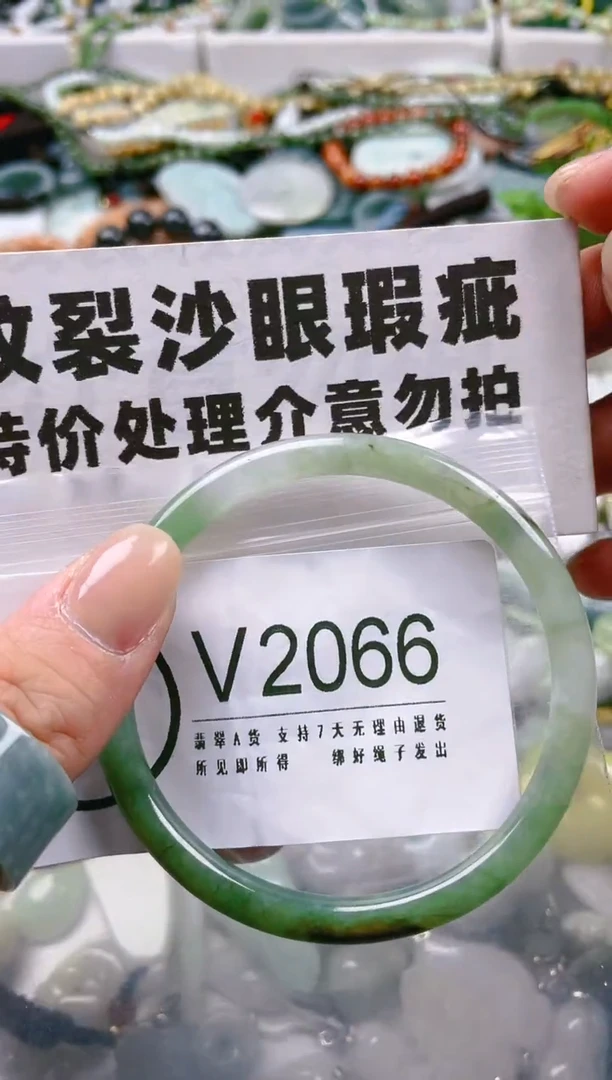 裂沙眼瑕疵
特价处理介意勿拍
V2066
翡翠A货 支持7天无理由退货
所见即所得 绑好绳子发出